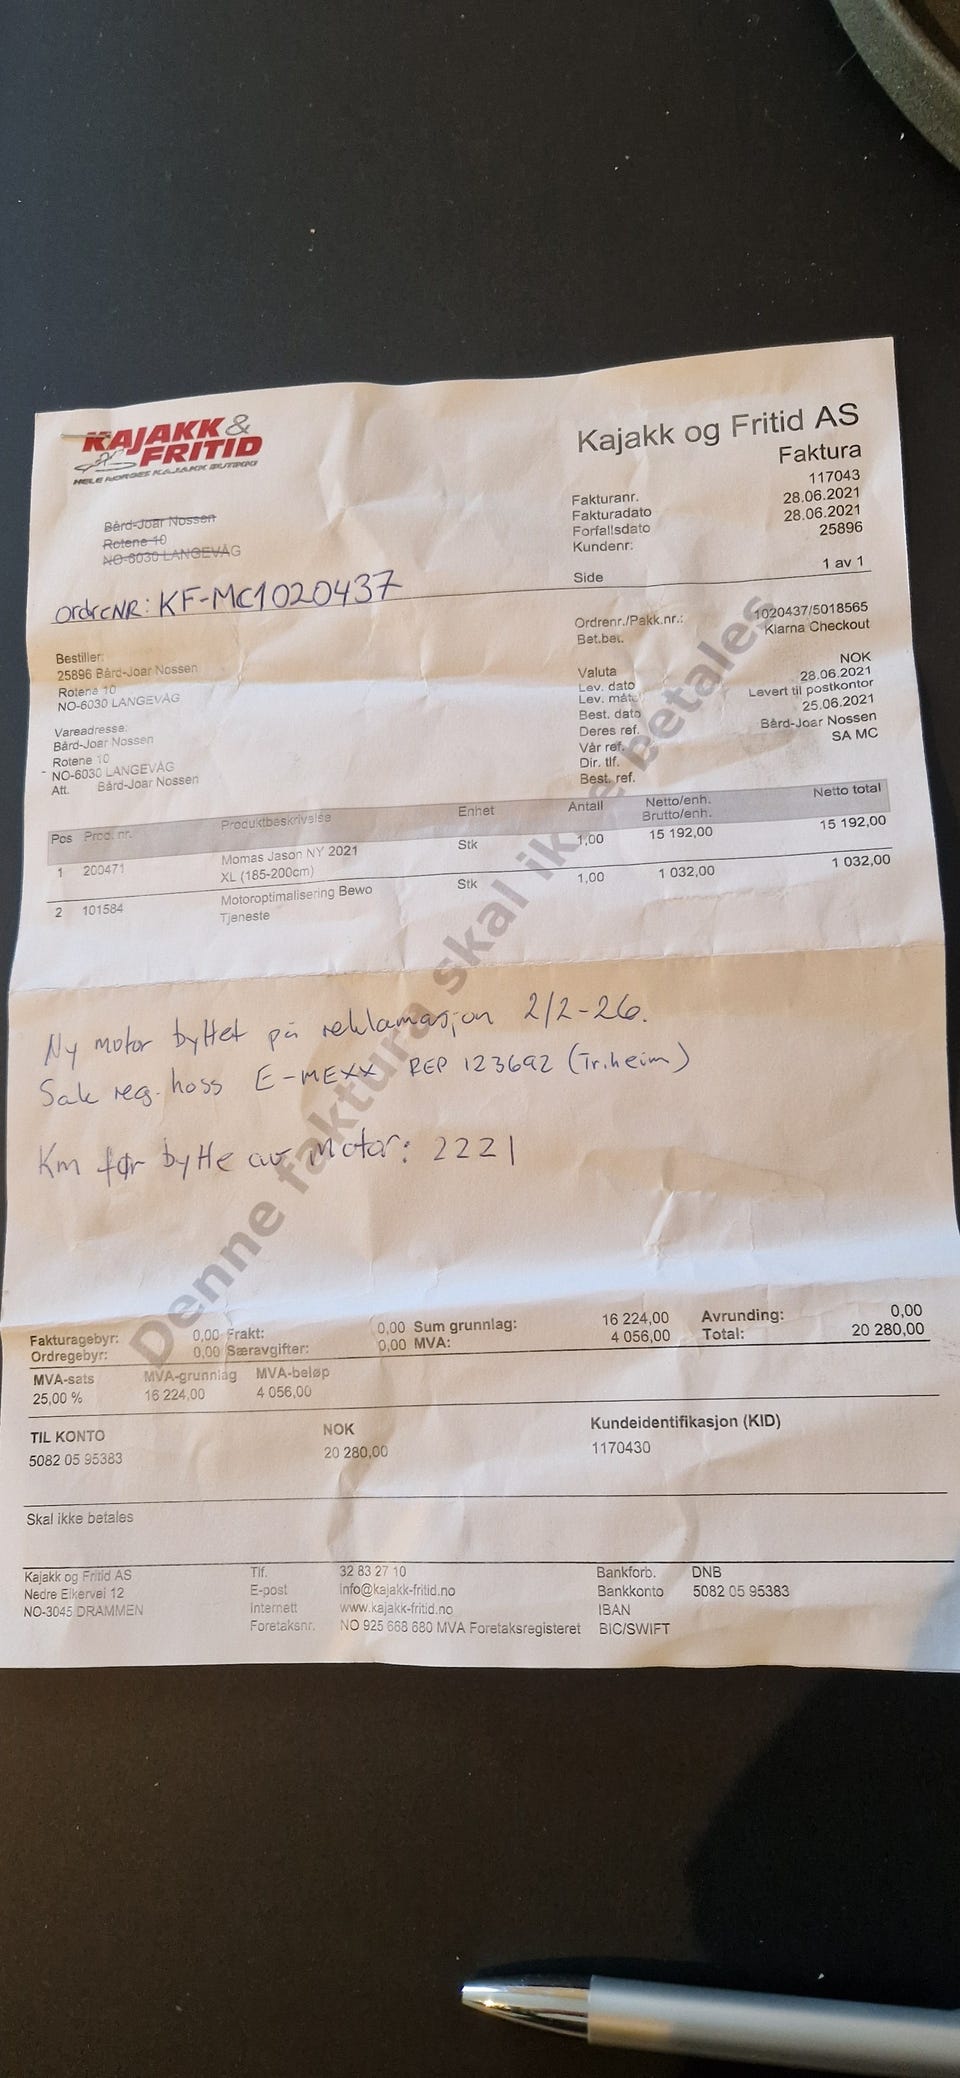 KAJAKK &
FRITID
HELE NORGES KAJAKK BUTIKK
Kajakk og Fritid AS
Faktura
117043
Fakturanr. 28.06.2021
Fakturadato 28.06.2021
Forfallsdato 25896
Kundenr:
Side 1 av 1
Bård-Joar Nossen
Rotene 10
NO-6030 LANGEVÅG
OrdreNR: KF-MC1020437
Ordrenr./Pakk.nr.: 1020437/5018565
Bet.bet. Klarna Checkout
Bestiller:
25896 Bård-Joar Nossen
Rotene 10
NO-6030 LANGEVÅG
Valuta NOK
Lev. dato 28.06.2021
Lev. måte Levert til postkontor
Best. dato 25.06.2021
Deres ref. Bård-Joar Nossen
Vår ref. SA MC
Dir. tlf.
Best. ref.
Vareadresse:
Bård-Joar Nossen
Rotene 10
NO-6030 LANGEVÅG
Att. Bård-Joar Nossen
Pos Prod. nr. Produktbeskrivelse Enhet Antall Netto/enh. Netto total
Brutto/enh.
1 200471 Momas Jason NY 2021 Stk 1,00 15 192,00 15 192,00
XL (185-200cm)
2 101584 Motoroptimalisering Bewo Stk 1,00 1 032,00 1 032,00
Tjeneste
Denne faktura skal ikke betales
Ny motor byttet på reklamasjon 2/2-26.
Sak reg. hoss E-MEXX REP 123692 (Tr.heim)
Km før bytte av motor: 2221
Fakturagebyr: 0,00 Frakt: 0,00 Sum grunnlag: 16 224,00 Avrunding: 0,00
Ordregebyr: 0,00 Særavgifter: 0,00 MVA: 4 056,00 Total: 20 280,00
MVA-sats MVA-grunnlag MVA-beløp
25,00 % 16 224,00 4 056,00
TIL KONTO NOK Kundeidentifikasjon (KID)
5082 05 95383 20 280,00 1170430
Skal ikke betales
Kajakk og Fritid AS Tlf. 32 83 27 10 Bankforb. DNB
Nedre Eikervei 12 E-post info@kajakk-fritid.no Bankkonto 5082 05 95383
NO-3045 DRAMMEN Internett www.kajakk-fritid.no IBAN
Foretaksnr. NO 925 668 680 MVA Foretaksregisteret BIC/SWIFT